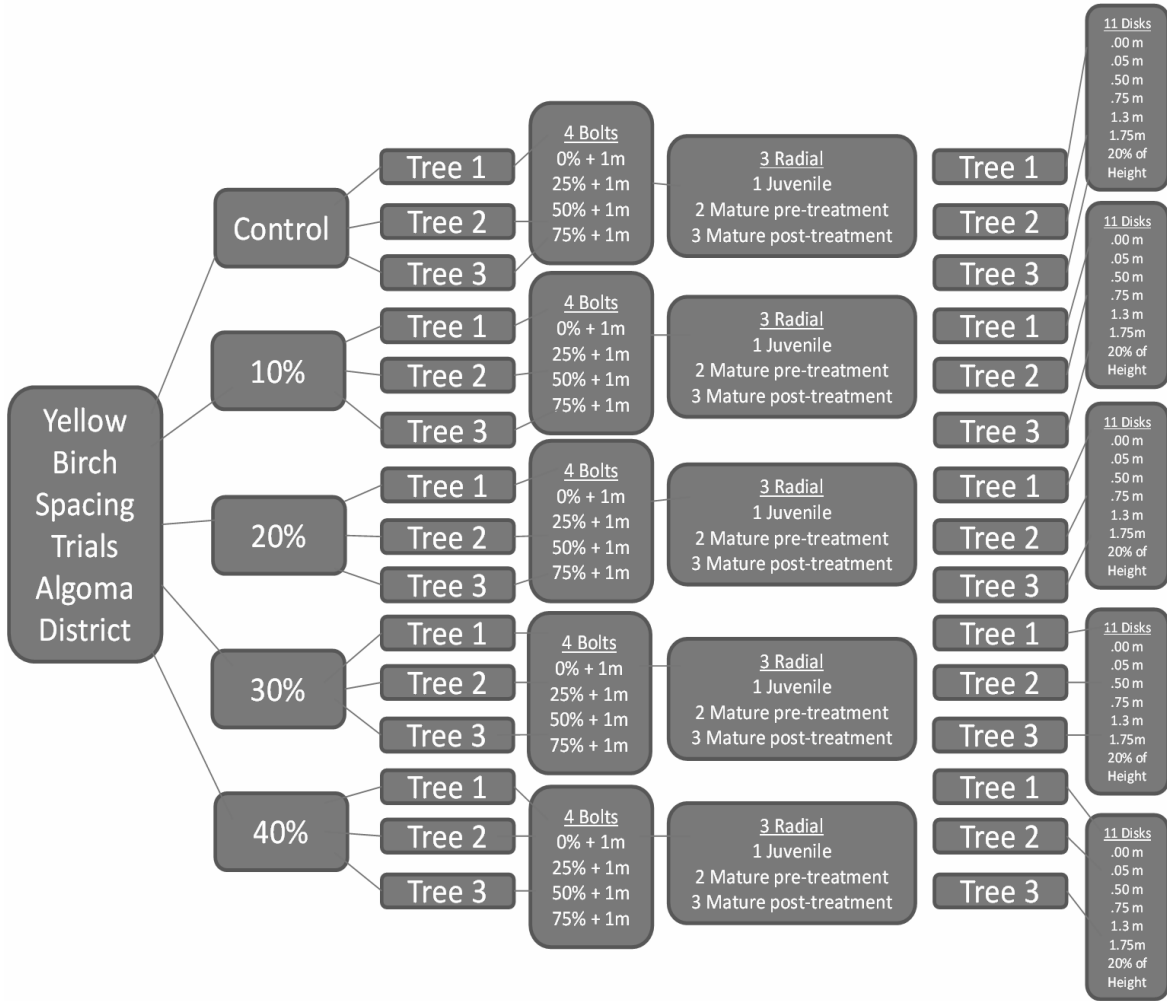 Yellow
Birch
Spacing
Trials
Algoma
District
Control
10%
20%
30%
40%
Tree 1
Tree 2
Tree 3
Tree 1
Tree 2
Tree 3
Tree 1
Tree 2
Tree 3
Tree 1
Tree 2
Tree 3
Tree 1
Tree 2
Tree 3
4 Bolts
0% + 1m
25% + 1m
50% + 1m
75% + 1m
4 Bolts
0% + 1m
25% + 1m
50% + 1m
75% + 1m
4 Bolts
0% + 1m
25% + 1m
50% + 1m
75% + 1m
4 Bolts
0% + 1m
25% + 1m
50% + 1m
75% + 1m
4 Bolts
0% + 1m
25% + 1m
50% + 1m
75% + 1m
3 Radial
1 Juvenile
2 Mature pre-treatment
3 Mature post-treatment
3 Radial
1 Juvenile
2 Mature pre-treatment
3 Mature post-treatment
3 Radial
1 Juvenile
2 Mature pre-treatment
3 Mature post-treatment
3 Radial
1 Juvenile
2 Mature pre-treatment
3 Mature post-treatment
3 Radial
1 Juvenile
2 Mature pre-treatment
3 Mature post-treatment
Tree 1
Tree 2
Tree 3
Tree 1
Tree 2
Tree 3
Tree 1
Tree 2
Tree 3
Tree 1
Tree 2
Tree 3
Tree 1
Tree 2
Tree 3
11 Disks
.00 m
.05 m
.50 m
.75 m
1.3 m
1.75m
20% of
Height
11 Disks
.00 m
.05 m
.50 m
.75 m
1.3 m
1.75m
20% of
Height
11 Disks
.00 m
.05 m
.50 m
.75 m
1.3 m
1.75m
20% of
Height
11 Disks
.00 m
.05 m
.50 m
.75 m
1.3 m
1.75m
20% of
Height
11 Disks
.00 m
.05 m
.50 m
.75 m
1.3 m
1.75m
20% of
Height